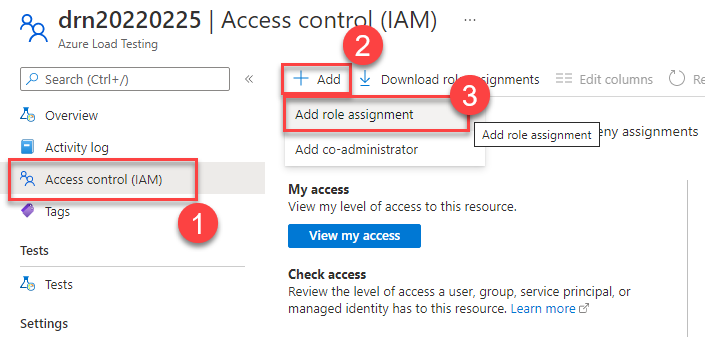 drn20220225 | Access control (IAM) ...
Azure Load Testing
2
Search (Ctrl+/)
«
Add
Download role assignments
Edit columns
Re
3
Overview
Add role assignment
Add role assignment
eny assignments
Activity log
Add co-administrator
Access control (IAM)
1
Tags
My access
View my level of access to this resource.
View my access
Tests
Tests
Check access
Review the level of access a user, group, service principal, or
managed identity has to this resource. Learn more
Settings